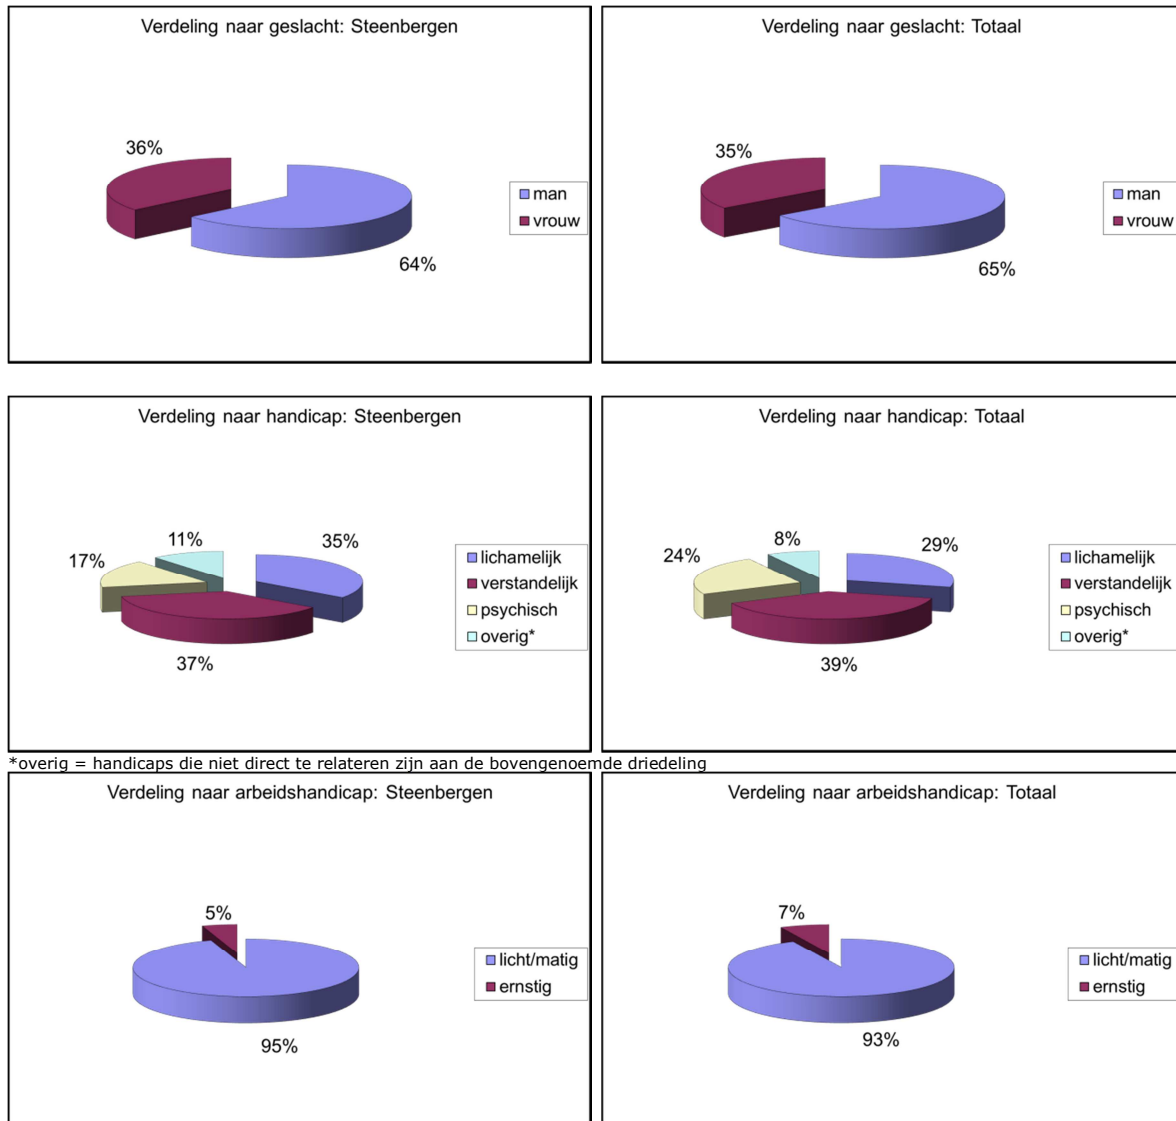 Verdeling naar geslacht: Steenbergen
36%
64%
man
vrouw
Verdeling naar geslacht: Totaal
35%
65%
man
vrouw
Verdeling naar handicap: Steenbergen
11%
35%
17%
37%
lichamelijk
verstandelijk
psychisch
overig*
Verdeling naar handicap: Totaal
8%
29%
24%
39%
lichamelijk
verstandelijk
psychisch
overig*
*overig = handicaps die niet direct te relateren zijn aan de bovengenoemde driedeling
Verdeling naar arbeidshandicap: Steenbergen
5%
95%
licht/matig
ernstig
Verdeling naar arbeidshandicap: Totaal
7%
93%
licht/matig
ernstig